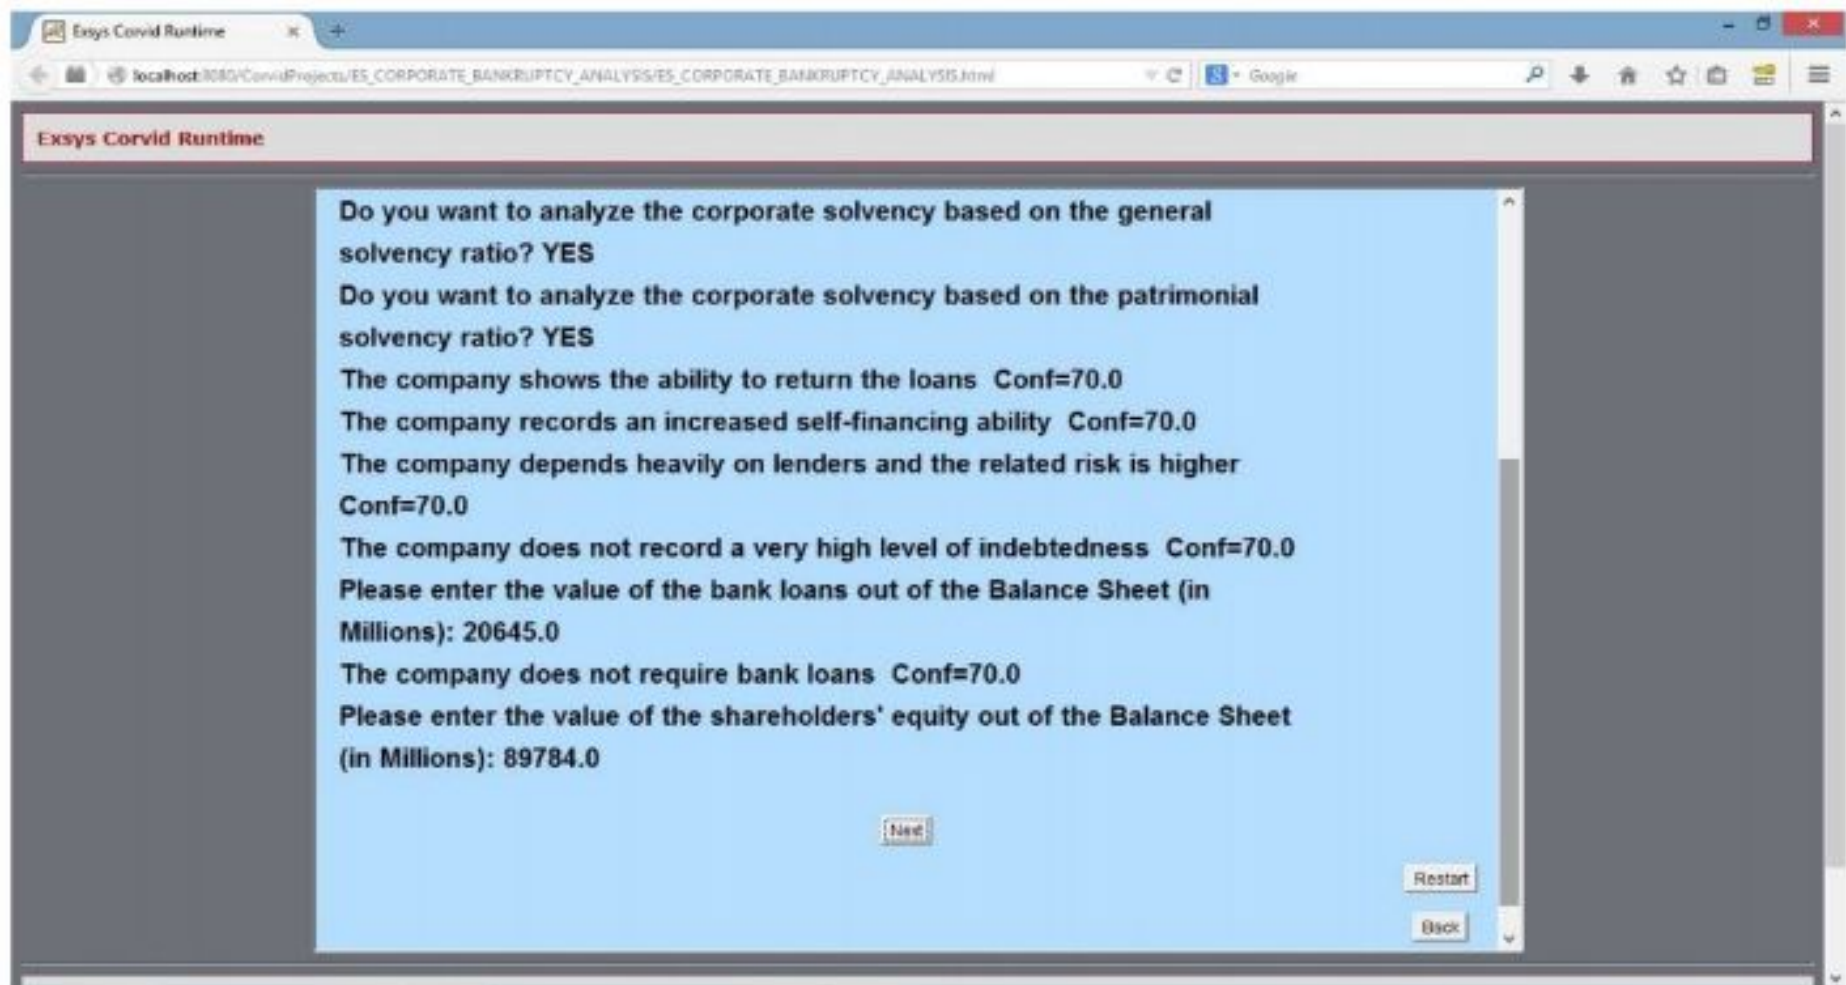 Exsys Corvid Runtime
localhost:8080/CorvidProjects/ES_CORPORATE_BANKRUPTCY_ANALYSIS/ES_CORPORATE_BANKRUPTCY_ANALYSIS.html
Google
Exsys Corvid Runtime
Do you want to analyze the corporate solvency based on the general
solvency ratio? YES
Do you want to analyze the corporate solvency based on the patrimonial
solvency ratio? YES
The company shows the ability to return the loans Conf=70.0
The company records an increased self-financing ability Conf=70.0
The company depends heavily on lenders and the related risk is higher
Conf=70.0
The company does not record a very high level of indebtedness Conf=70.0
Please enter the value of the bank loans out of the Balance Sheet (in
Millions): 20645.0
The company does not require bank loans Conf=70.0
Please enter the value of the shareholders' equity out of the Balance Sheet
(in Millions): 89784.0
Next
Restart
Back